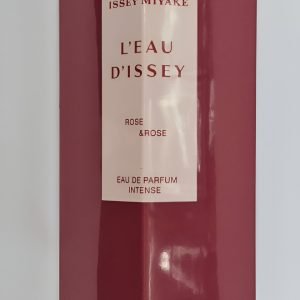 ISSEY MIYAKE
L'EAU
D'ISSEY
ROSE
&ROSE
EAU DE PARFUM
INTENSE